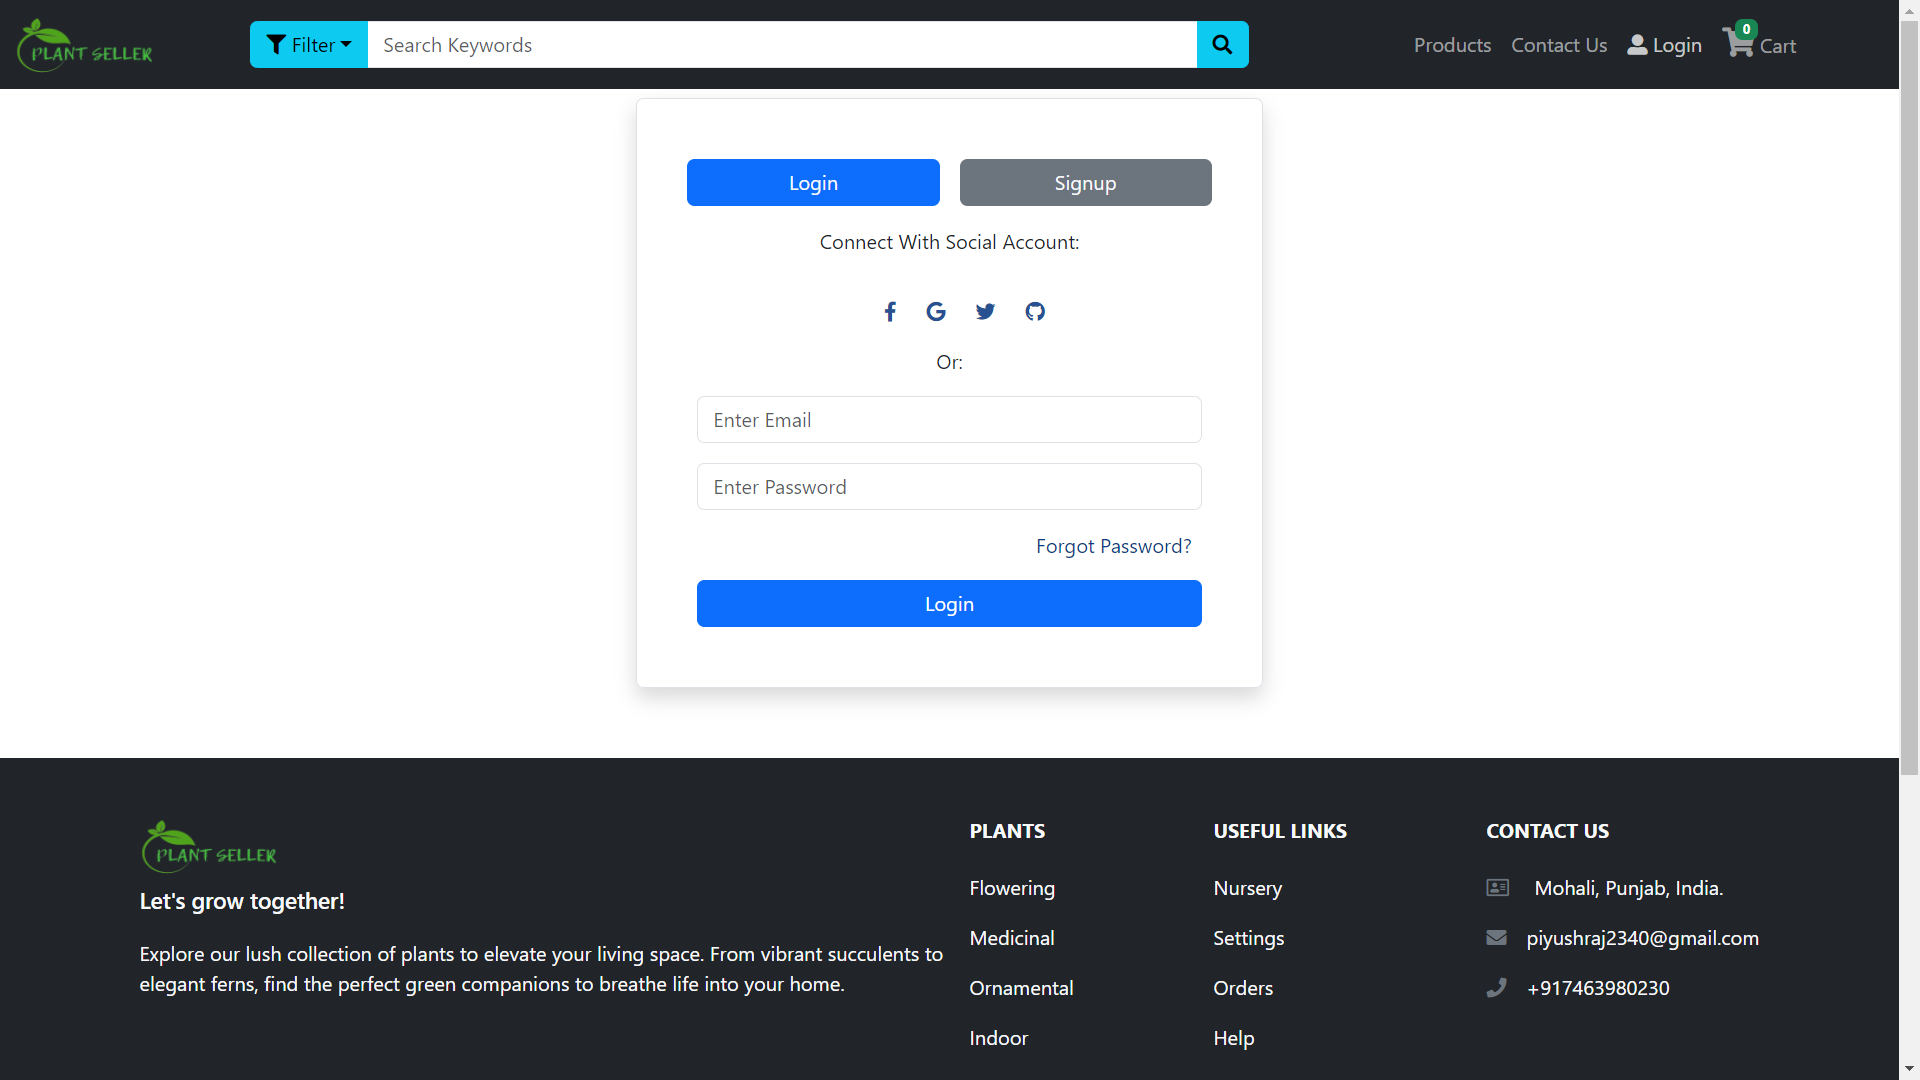 PLANT SELLER
Filter
Search Keywords
Products
Contact Us
Login
0
Cart
Login
Signup
Connect With Social Account:
Or:
Enter Email
Enter Password
Forgot Password?
Login
PLANT SELLER
Let's grow together!
Explore our lush collection of plants to elevate your living space. From vibrant succulents to
elegant ferns, find the perfect green companions to breathe life into your home.
PLANTS
Flowering
Medicinal
Ornamental
Indoor
USEFUL LINKS
Nursery
Settings
Orders
Help
CONTACT US
Mohali, Punjab, India.
piyushraj2340@gmail.com
+917463980230